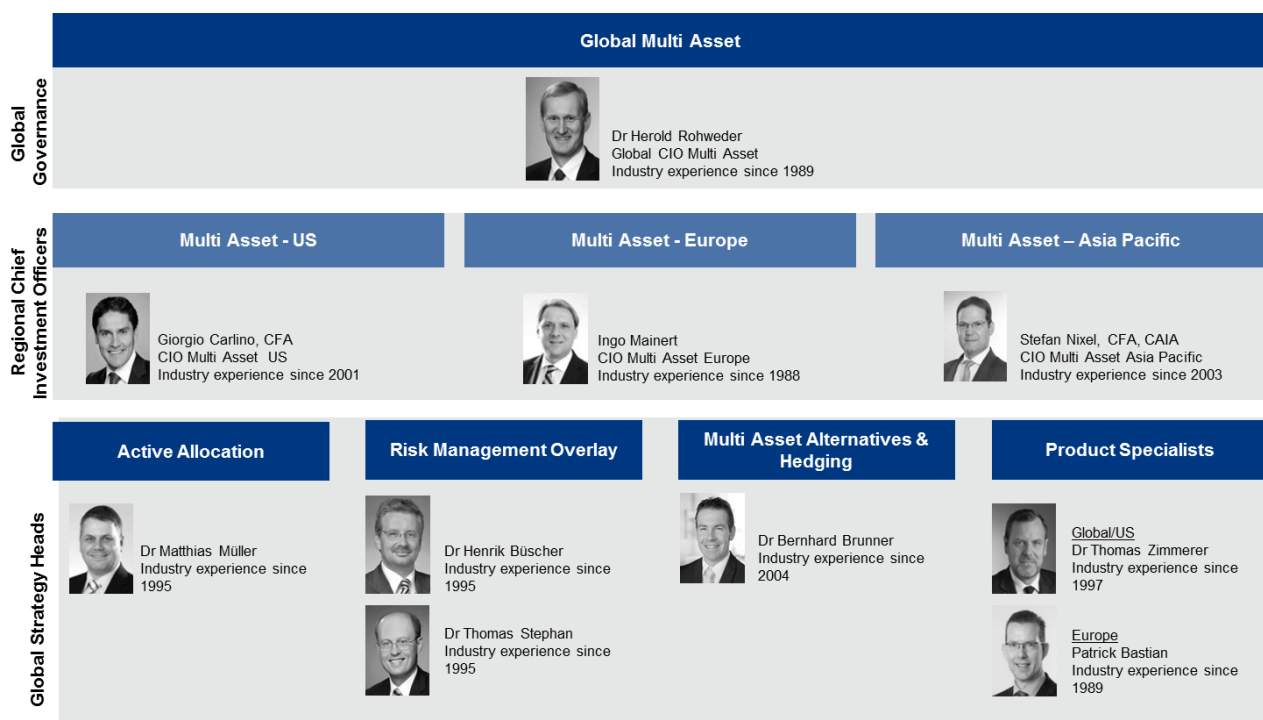 Global Multi Asset
Global
Governance
Dr Herold Rohweder
Global CIO Multi Asset
Industry experience since 1989
Regional Chief
Investment Officers
Multi Asset - US
Multi Asset - Europe
Multi Asset – Asia Pacific
Giorgio Carlino, CFA
CIO Multi Asset US
Industry experience since 2001
Ingo Mainert
CIO Multi Asset Europe
Industry experience since 1988
Stefan Nixel, CFA, CAIA
CIO Multi Asset Asia Pacific
Industry experience since 2003
Global Strategy Heads
Active Allocation
Risk Management Overlay
Multi Asset Alternatives &
Hedging
Product Specialists
Dr Matthias Müller
Industry experience since
1995
Dr Henrik Büscher
Industry experience since
1995
Dr Thomas Stephan
Industry experience since
1995
Dr Bernhard Brunner
Industry experience since
2004
Global/US
Dr Thomas Zimmerer
Industry experience since
1997
Europe
Patrick Bastian
Industry experience since
1989